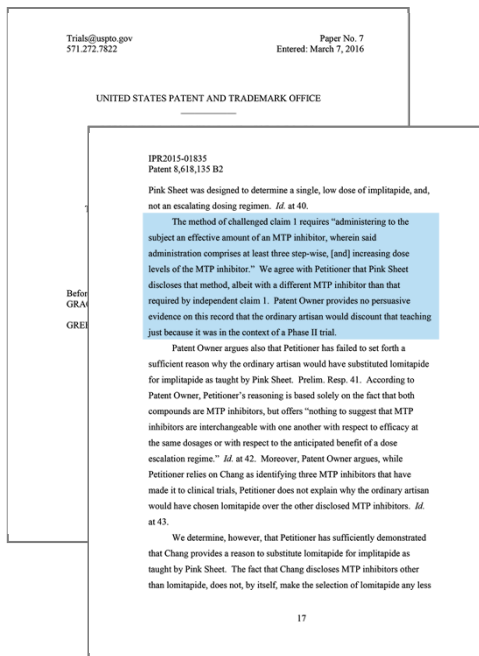 Trials@uspto.gov Paper No. 7
571.272.7822 Entered: March 7, 2016
UNITED STATES PATENT AND TRADEMARK OFFICE
Befor
GRA
GREI
IPR2015-01835
Patent 8,618,135 B2
Pink Sheet was designed to determine a single, low dose of implitapide, and,
not an escalating dosing regimen. Id. at 40.
The method of challenged claim 1 requires “administering to the
subject an effective amount of an MTP inhibitor, wherein said
administration comprises at least three step-wise, [and] increasing dose
levels of the MTP inhibitor.” We agree with Petitioner that Pink Sheet
discloses that method, albeit with a different MTP inhibitor than that
required by independent claim 1. Patent Owner provides no persuasive
evidence on this record that the ordinary artisan would discount that teaching
just because it was in the context of a Phase II trial.
Patent Owner argues also that Petitioner has failed to set forth a
sufficient reason why the ordinary artisan would have substituted lomitapide
for implitapide as taught by Pink Sheet. Prelim. Resp. 41. According to
Patent Owner, Petitioner’s reasoning is based solely on the fact that both
compounds are MTP inhibitors, but offers “nothing to suggest that MTP
inhibitors are interchangeable with one another with respect to efficacy at
the same dosages or with respect to the anticipated benefit of a dose
escalation regime.” Id. at 42. Moreover, Patent Owner argues, while
Petitioner relies on Chang as identifying three MTP inhibitors that have
made it to clinical trials, Petitioner does not explain why the ordinary artisan
would have chosen lomitapide over the other disclosed MTP inhibitors. Id.
at 43.
We determine, however, that Petitioner has sufficiently demonstrated
that Chang provides a reason to substitute lomitapide for implitapide as
taught by Pink Sheet. The fact that Chang discloses MTP inhibitors other
than lomitapide, does not, by itself, make the selection of lomitapide any less
17